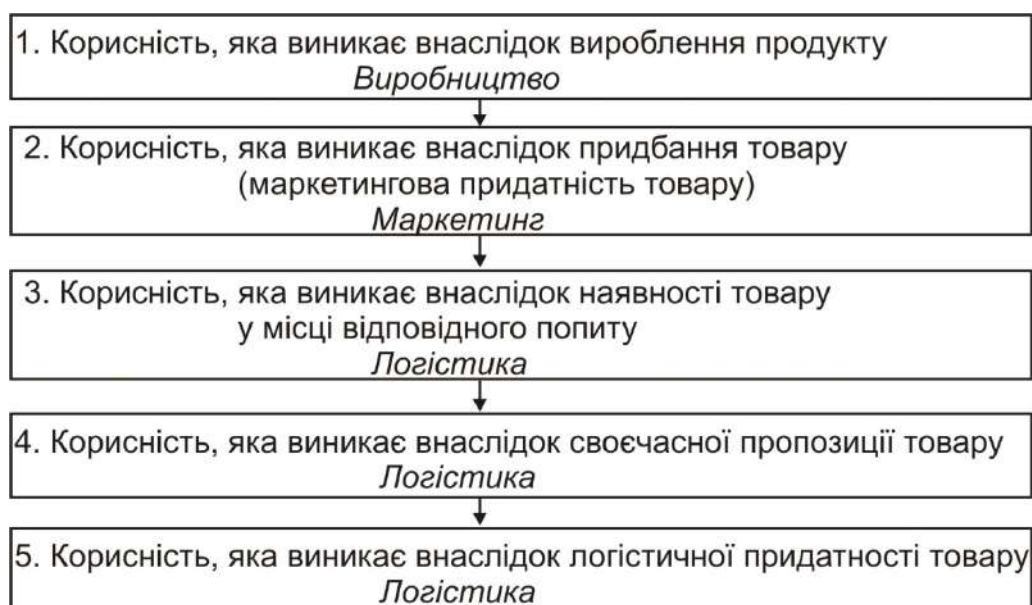 1. Корисність, яка виникає внаслідок вироблення продукту
Виробництво
2. Корисність, яка виникає внаслідок придбання товару
(маркетингова придатність товару)
Маркетинг
3. Корисність, яка виникає внаслідок наявності товару
у місці відповідного попиту
Логістика
4. Корисність, яка виникає внаслідок своєчасної пропозиції товару
Логістика
5. Корисність, яка виникає внаслідок логістичної придатності товару
Логістика